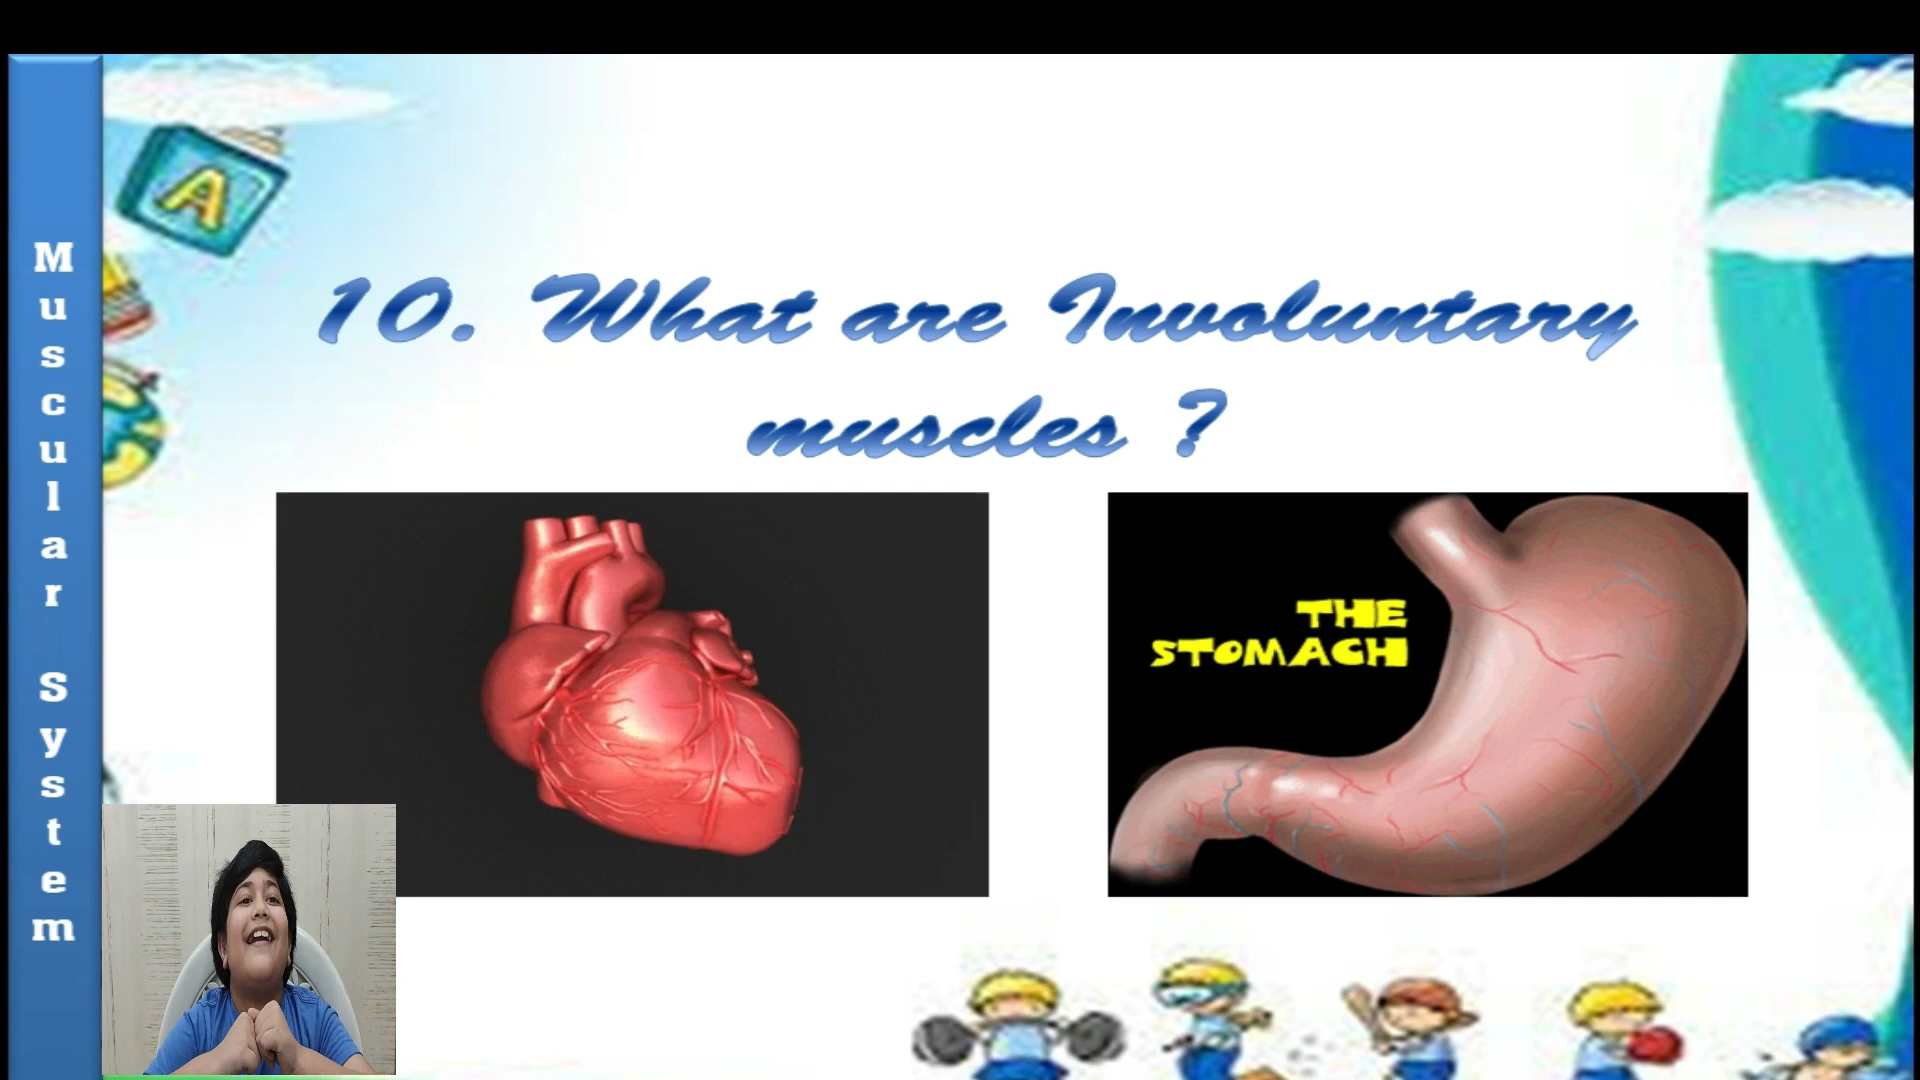 Muscular System
A
10. What are Involuntary
muscles ?
THE
STOMACH